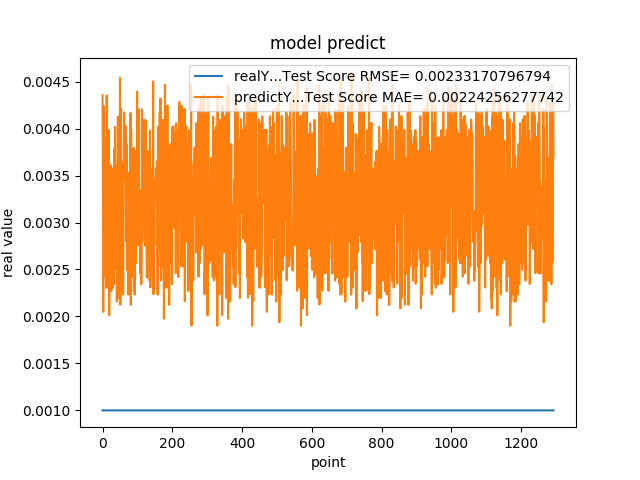 model predict
realY...Test Score RMSE= 0.00233170796794
predictY...Test Score MAE= 0.00224256277742
0.0045
0.0040
0.0035
0.0030
0.0025
0.0020
0.0015
0.0010
real value
0 200 400 600 800 1000 1200
point